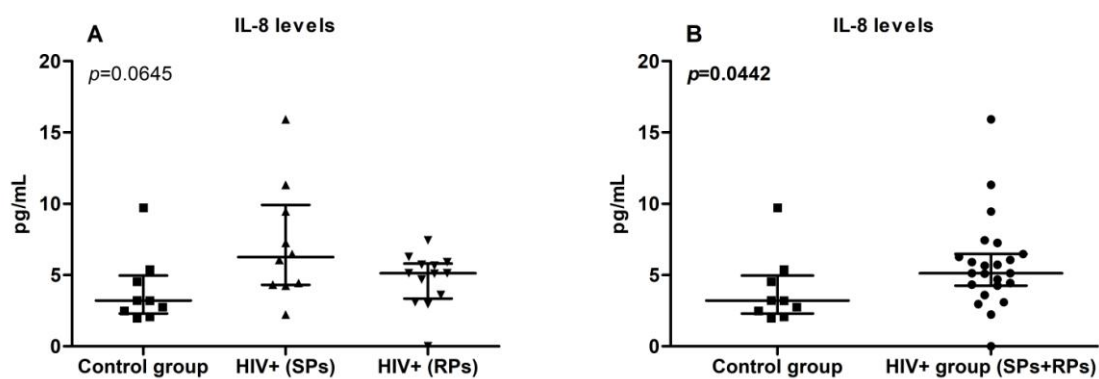 A
IL-8 levels
p=0.0645
20
15
10
5
0
pg/mL
Control group
HIV+ (SPs)
HIV+ (RPs)
B
IL-8 levels
p=0.0442
20
15
10
5
0
pg/mL
Control group
HIV+ group (SPs+RPs)